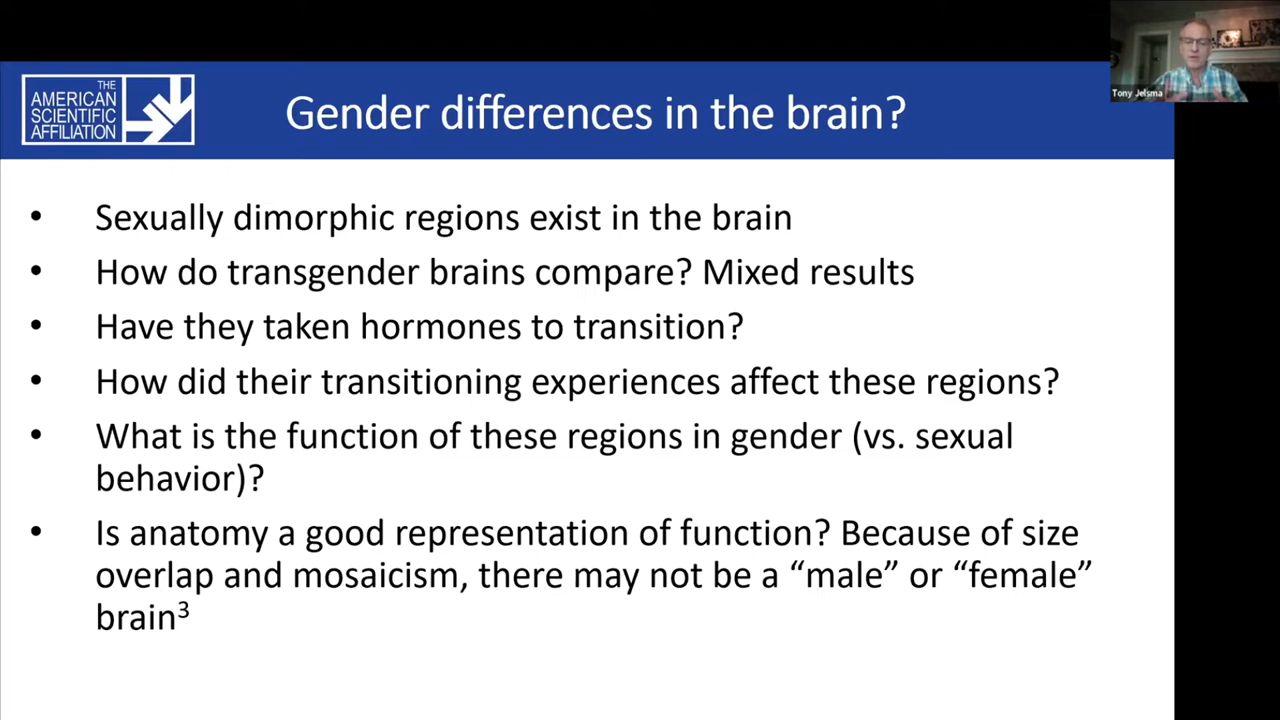 THE
AMERICAN
SCIENTIFIC
AFFILIATION
Gender differences in the brain?
Tony Jelsma
• Sexually dimorphic regions exist in the brain
• How do transgender brains compare? Mixed results
• Have they taken hormones to transition?
• How did their transitioning experiences affect these regions?
• What is the function of these regions in gender (vs. sexual
behavior)?
• Is anatomy a good representation of function? Because of size
overlap and mosaicism, there may not be a “male” or “female”
brain³